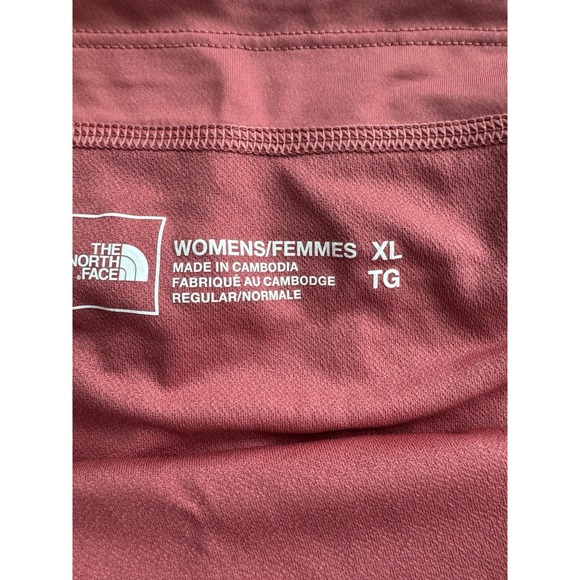 THE
NORTH
FACE
WOMENS/FEMMES XL
MADE IN CAMBODIA
FABRIQUÉ AU CAMBODGE TG
REGULAR/NORMALE